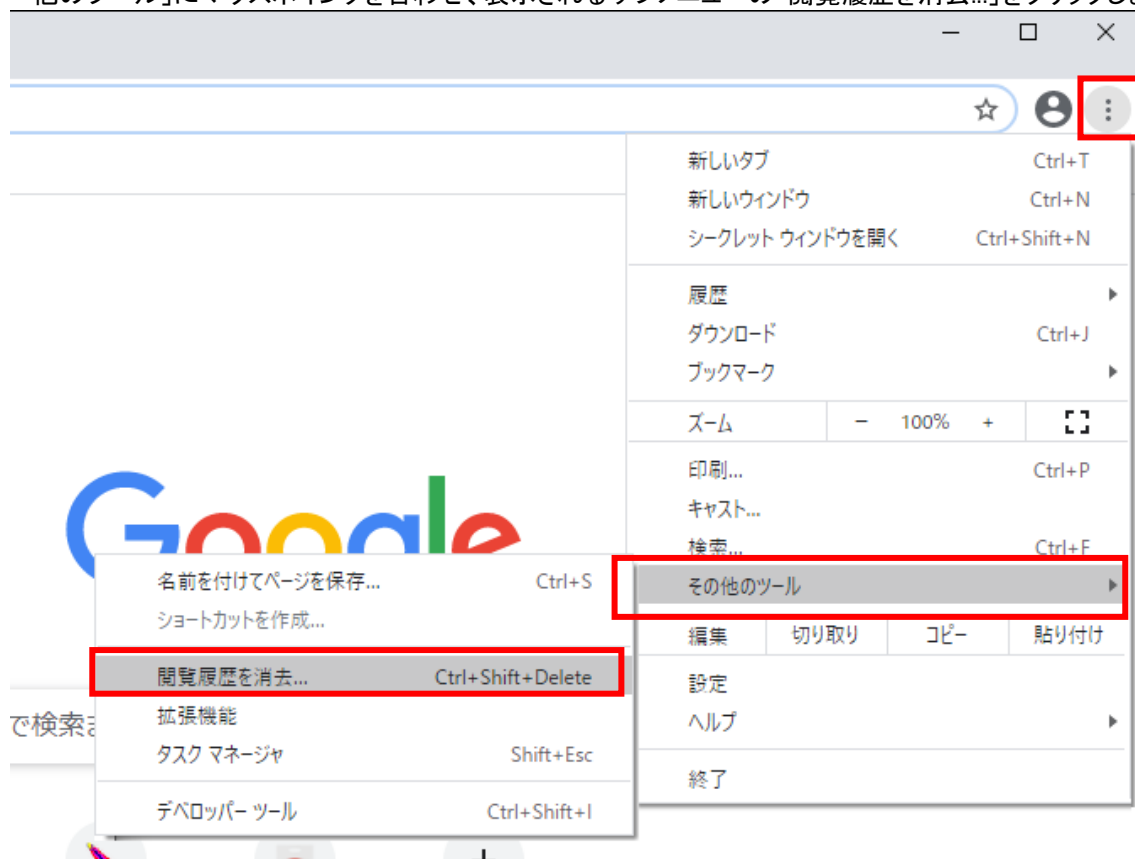 新しいタブ Ctrl+T
新しいウィンドウ Ctrl+N
シークレット ウィンドウを開く Ctrl+Shift+N
履歴
ダウンロード Ctrl+J
ブックマーク
ズーム － 100% +
印刷... Ctrl+P
キャスト...
検索... Ctrl+F
その他のツール
編集 切り取り コピー 貼り付け
設定
ヘルプ
終了
Google
名前を付けてページを保存... Ctrl+S
ショートカットを作成...
閲覧履歴を消去... Ctrl+Shift+Delete
拡張機能
タスク マネージャ Shift+Esc
デベロッパー ツール Ctrl+Shift+I
で検索